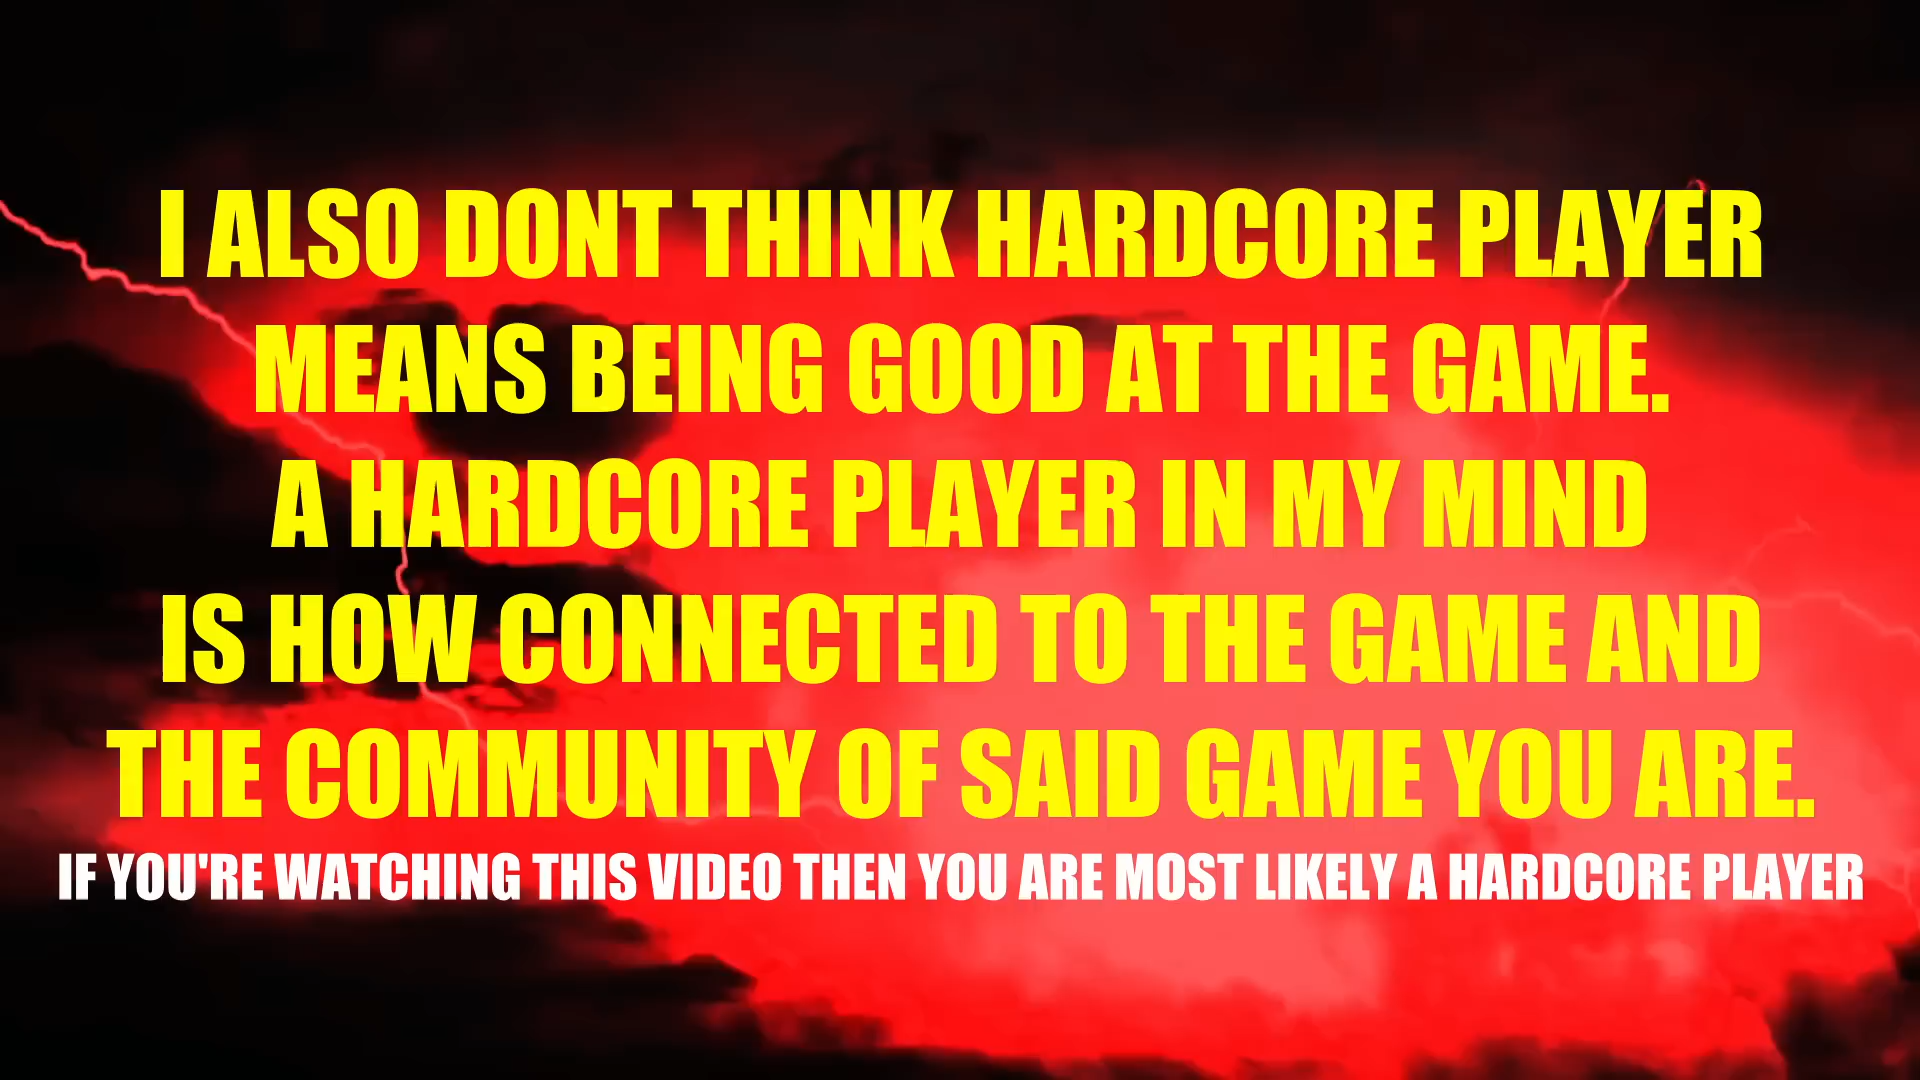 I ALSO DONT THINK HARDCORE PLAYER
MEANS BEING GOOD AT THE GAME.
A HARDCORE PLAYER IN MY MIND
IS HOW CONNECTED TO THE GAME AND
THE COMMUNITY OF SAID GAME YOU ARE.
IF YOU'RE WATCHING THIS VIDEO THEN YOU ARE MOST LIKELY A HARDCORE PLAYER